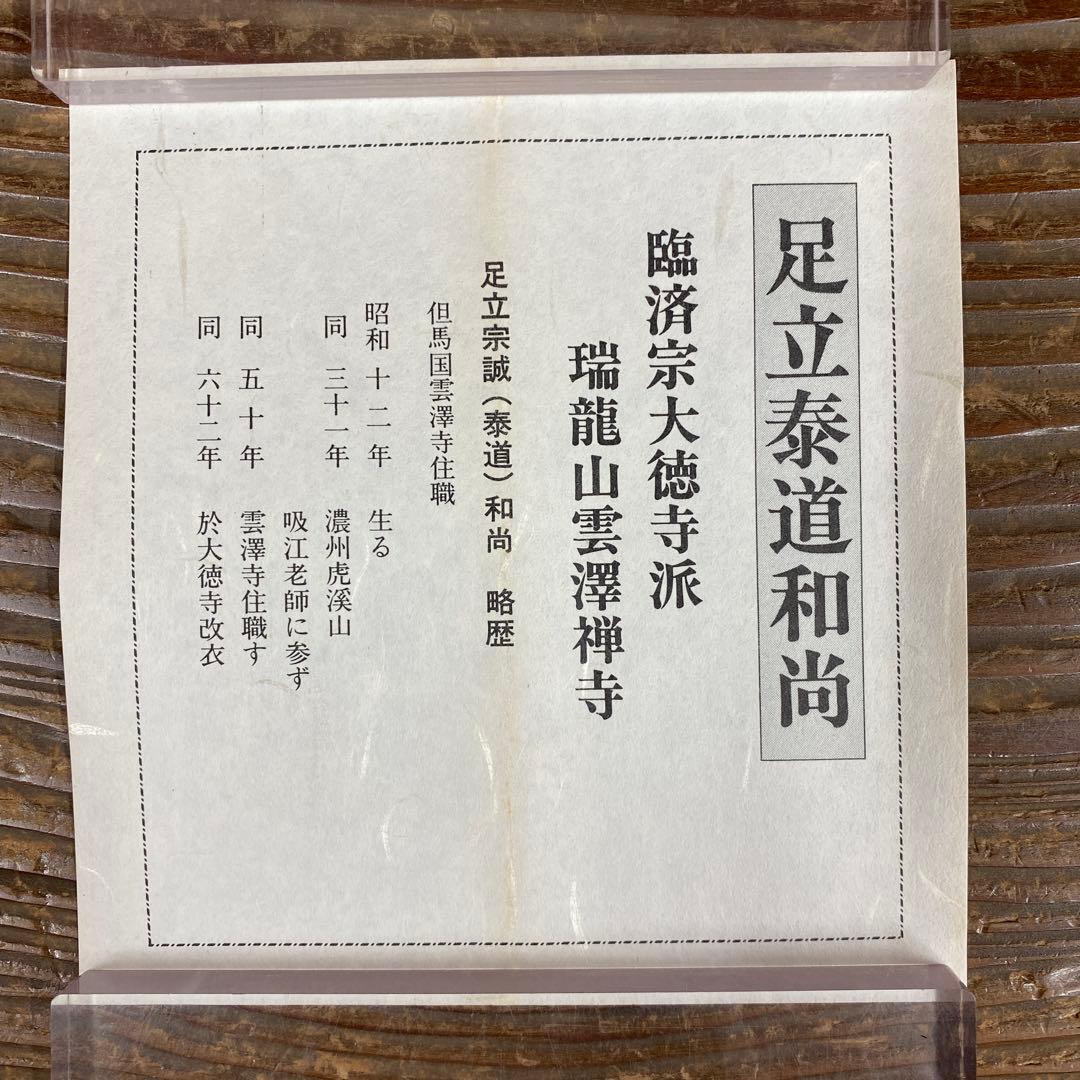 足立泰道和尚
臨済宗大徳寺派
瑞龍山雲澤禅寺
足立宗誠（泰道）和尚　略歴
但馬国雲澤寺住職
昭和　十二年　生る
同　三十一年　濃州虎溪山
吸江老師に参ず
同　五十年　雲澤寺住職す
同　六十二年　於大徳寺改衣